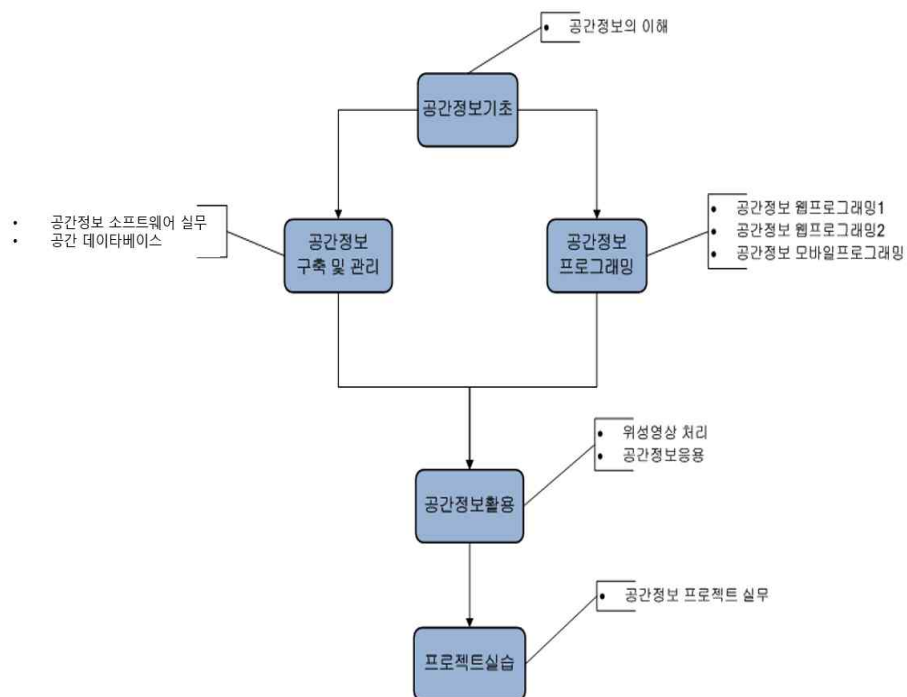 • 공간정보의 이해
공간정보기초
• 공간정보 소프트웨어 실무
• 공간 데이타베이스
공간정보
구축 및 관리
공간정보
프로그래밍
• 공간정보 웹프로그래밍1
• 공간정보 웹프로그래밍2
• 공간정보 모바일프로그래밍
• 위성영상 처리
• 공간정보응용
공간정보활용
• 공간정보 프로젝트 실무
프로젝트실습